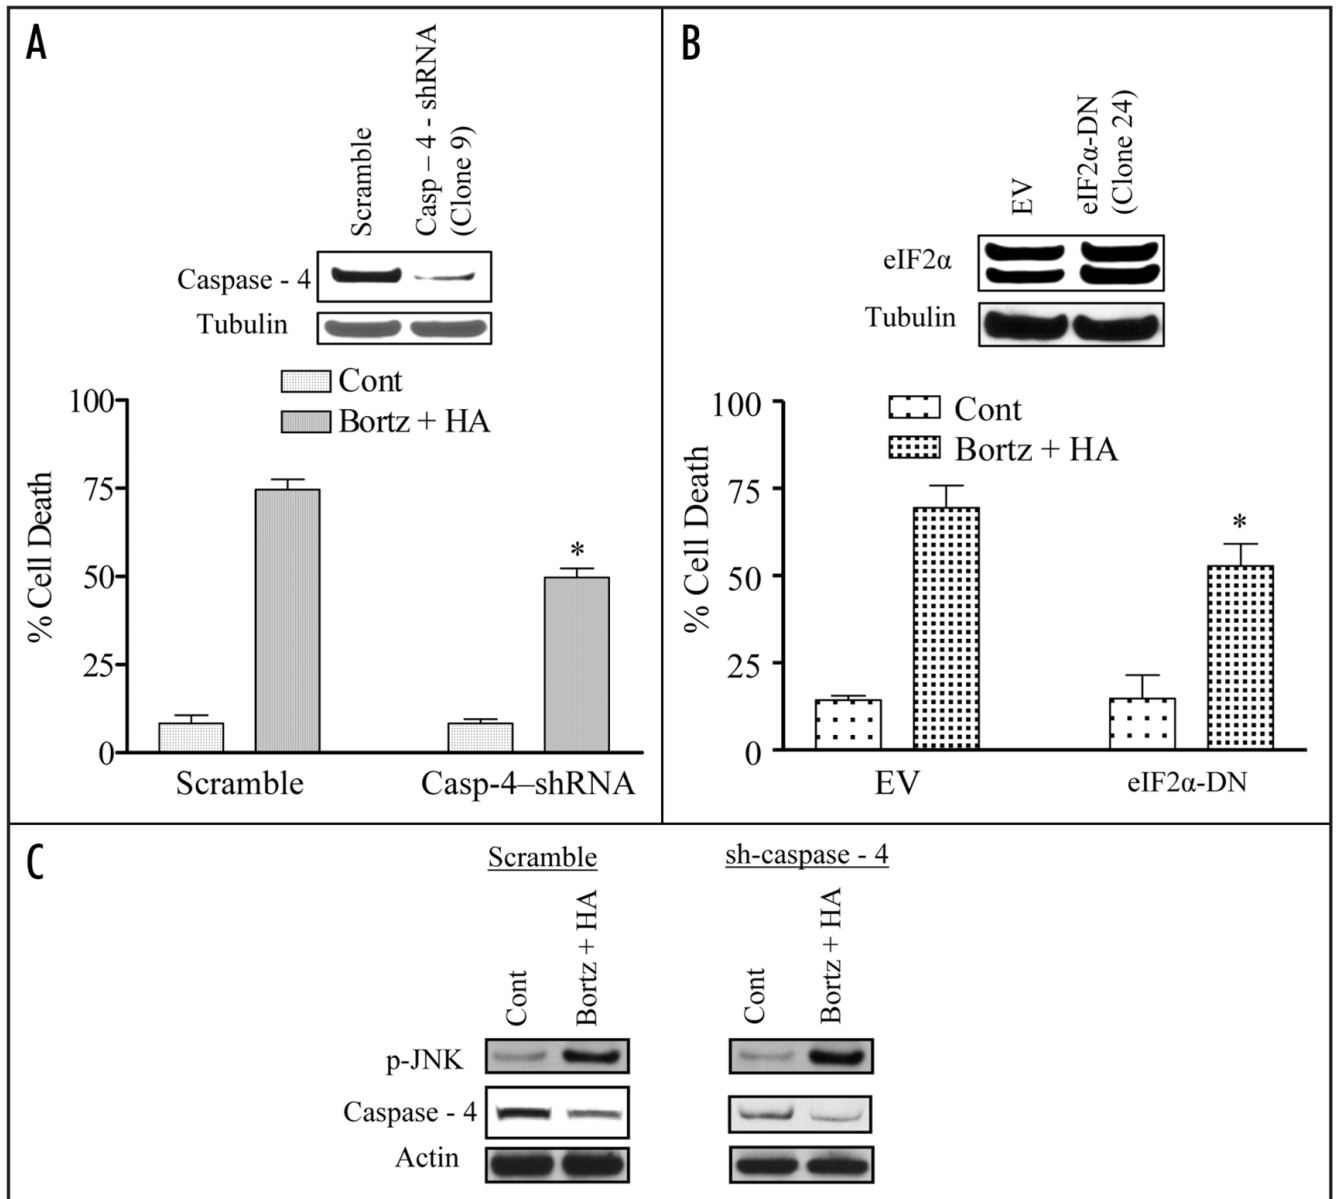 A
Scramble
Casp – 4 - shRNA
(Clone 9)
Caspase - 4
Tubulin
Cont
Bortz + HA
% Cell Death
100
75
50
25
0
*
Scramble
Casp-4–shRNA
B
EV
eIF2α-DN
(Clone 24)
eIF2α
Tubulin
Cont
Bortz + HA
% Cell Death
100
75
50
25
0
*
EV
eIF2α-DN
C
Scramble
sh-caspase - 4
Cont
Bortz + HA
Cont
Bortz + HA
p-JNK
Caspase - 4
Actin